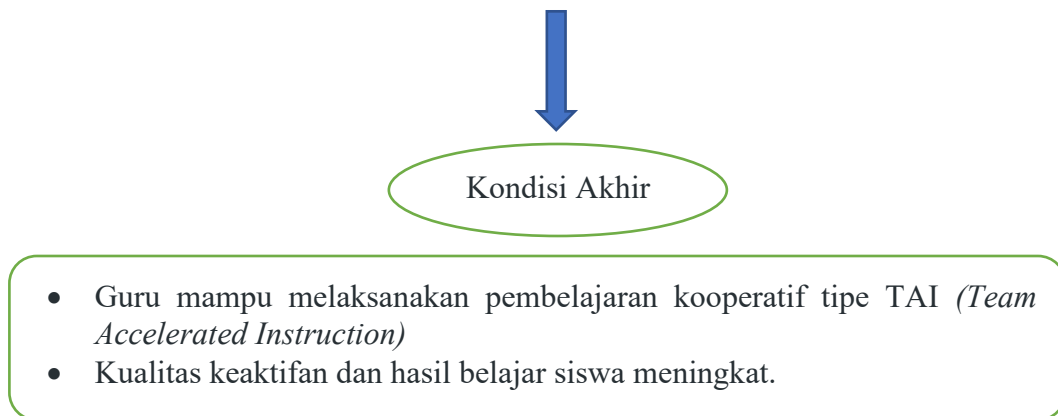 Kondisi Akhir
• Guru mampu melaksanakan pembelajaran kooperatif tipe TAI (Team
Accelerated Instruction)
• Kualitas keaktifan dan hasil belajar siswa meningkat.